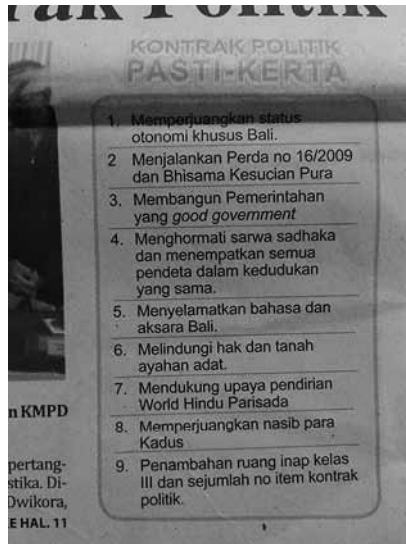 rak Politik
KONTRAK POLITIK
PASTI-KERTA
1. Memperjuangkan status
otonomi khusus Bali.
2 Menjalankan Perda no 16/2009
dan Bhisama Kesucian Pura
3. Membangun Pemerintahan
yang good government
4. Menghormati sarwa sadhaka
dan menempatkan semua
pendeta dalam kedudukan
yang sama.
5. Menyelamatkan bahasa dan
aksara Bali.
6. Melindungi hak dan tanah
ayahan adat.
7. Mendukung upaya pendirian
World Hindu Parisada
8. Memperjuangkan nasib para
Kadus
9. Penambahan ruang inap kelas
III dan sejumlah no item kontrak
politik.
n KMPD
pertang-
stika. Di-
Dwikora,
E HAL. 11